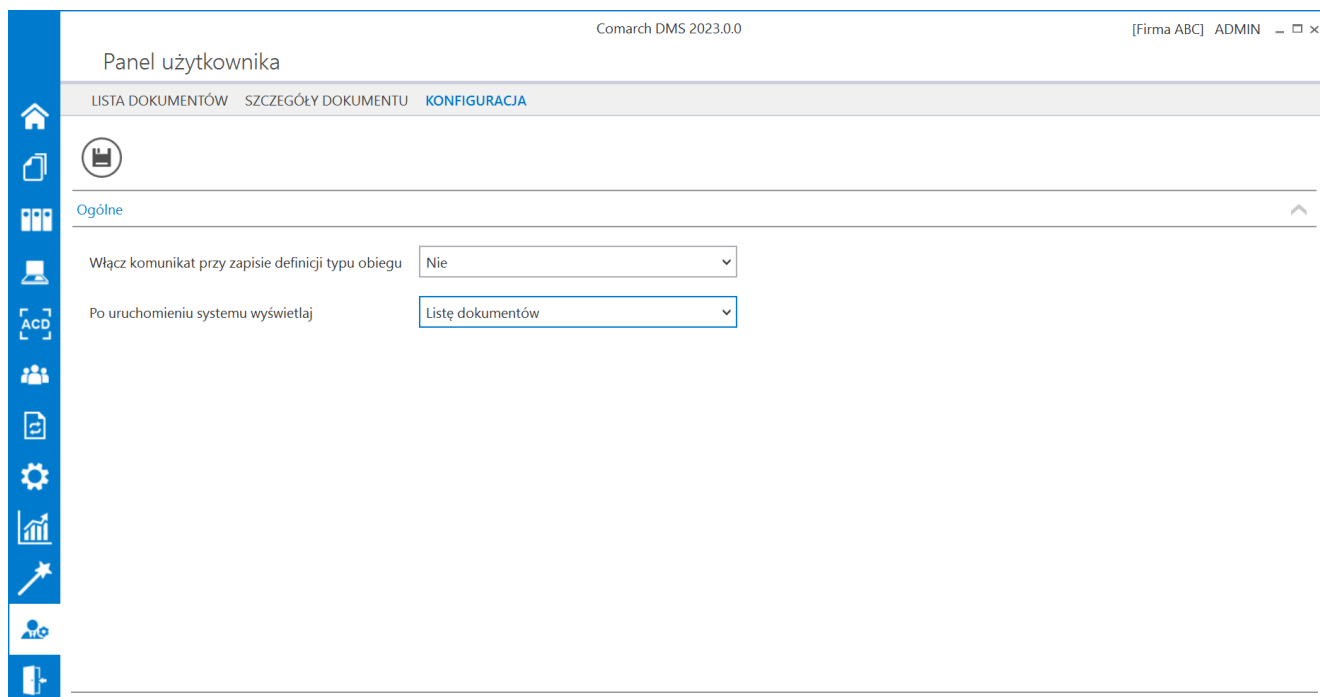 Comarch DMS 2023.0.0
[Firma ABC] ADMIN
Panel użytkownika
LISTA DOKUMENTÓW SZCZEGÓŁY DOKUMENTU KONFIGURACJA
Ogólne
Włącz komunikat przy zapisie definicji typu obiegu Nie
Po uruchomieniu systemu wyświetlaj Listę dokumentów
ACD